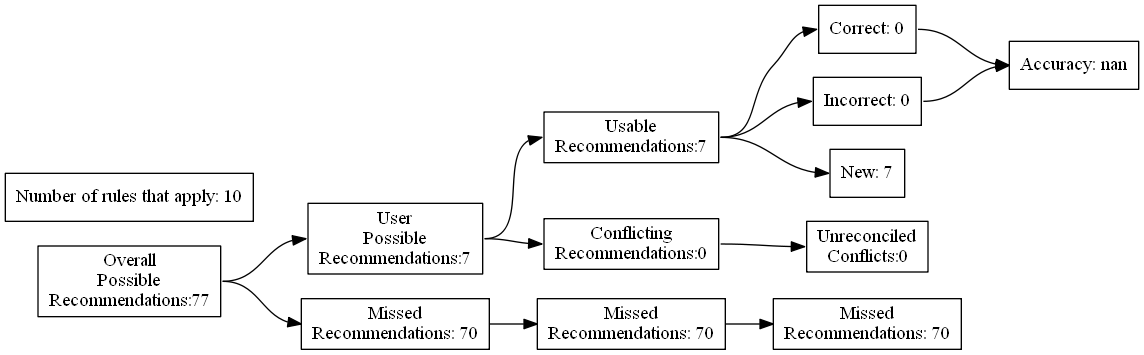 Number of rules that apply: 10
Overall
Possible
Recommendations:77
User
Possible
Recommendations:7
Missed
Recommendations: 70
Usable
Recommendations:7
Conflicting
Recommendations:0
Missed
Recommendations: 70
Correct: 0
Incorrect: 0
New: 7
Unreconciled
Conflicts:0
Missed
Recommendations: 70
Accuracy: nan